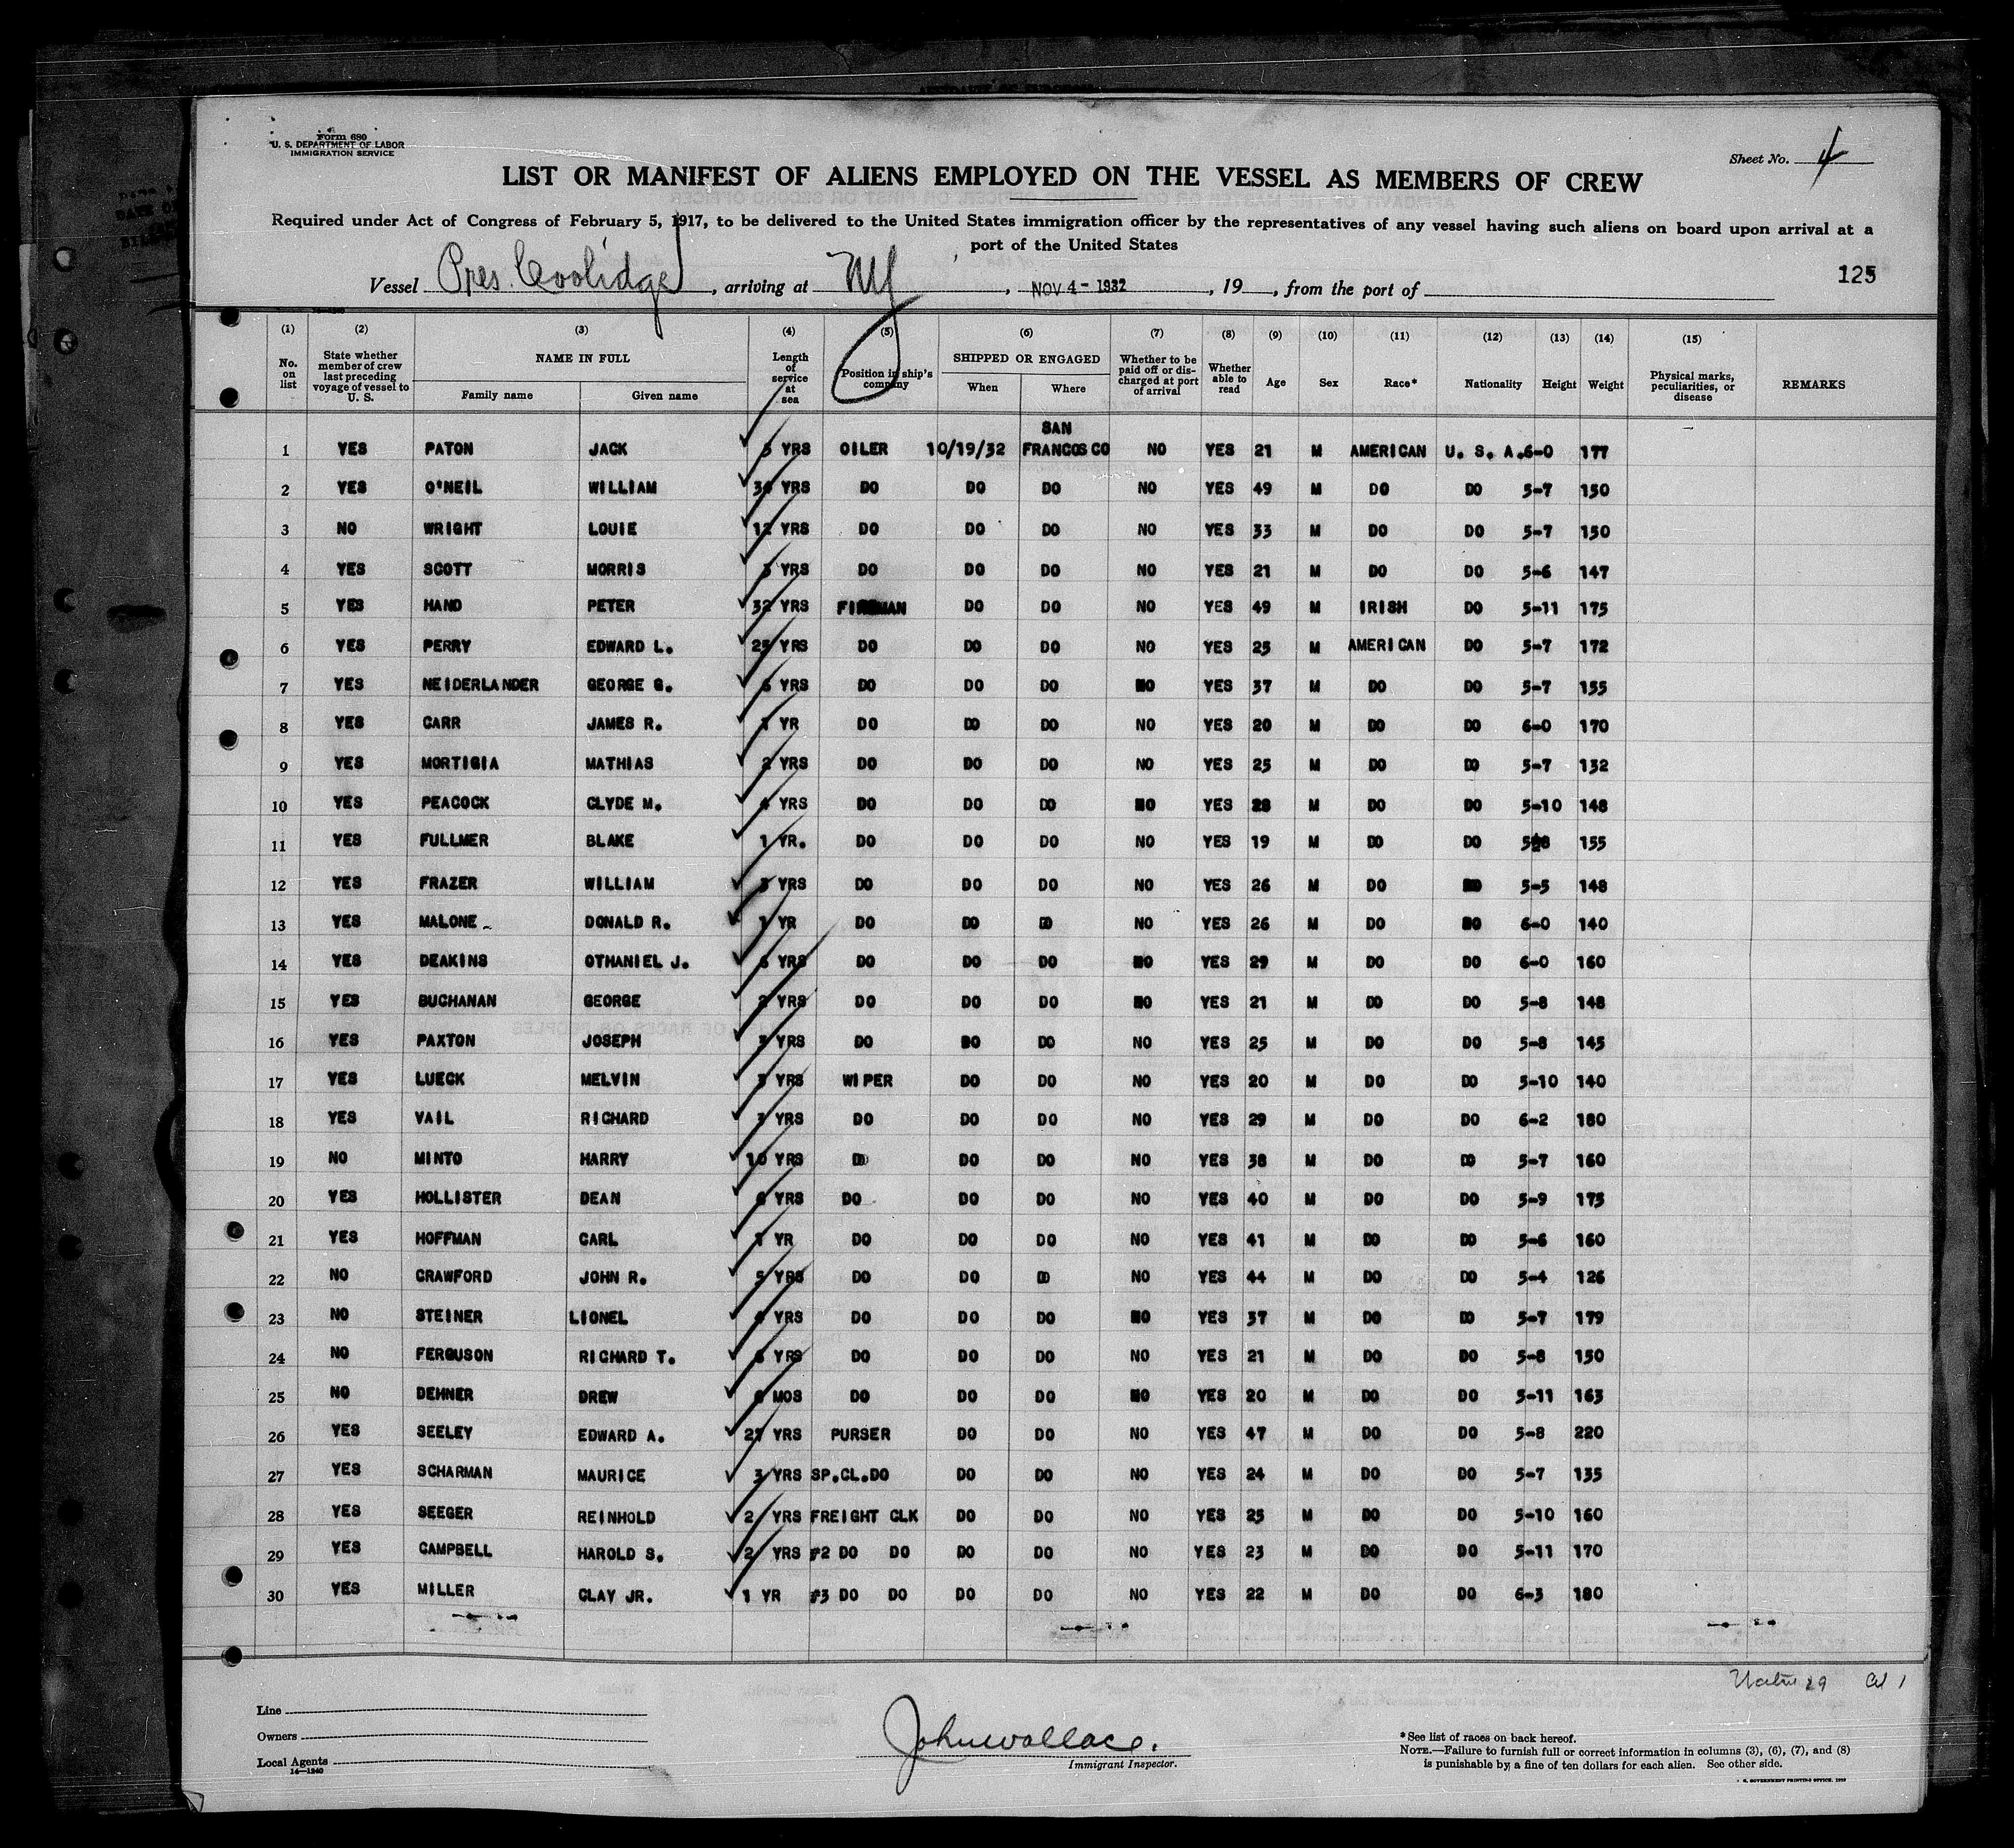 Form 680
U. S. DEPARTMENT OF LABOR
IMMIGRATION SERVICE
Sheet No. 4
LIST OR MANIFEST OF ALIENS EMPLOYED ON THE VESSEL AS MEMBERS OF CREW
Required under Act of Congress of February 5, 1917, to be delivered to the United States immigration officer by the representatives of any vessel having such aliens on board upon arrival at a
port of the United States
Vessel Pres. Coolidge, arriving at NY, NOV 4 - 1932, 19, from the port of
125
(1) (2) (3) (4) (5) (6) (7) (8) (9) (10) (11) (12) (13) (14) (15)
No. on list State whether member of crew last preceding voyage of vessel to U. S. NAME IN FULL Family name Given name Length of service at sea Position in ship's company SHIPPED OR ENGAGED When Where Whether to be paid off or discharged at port of arrival Whether able to read Age Sex Race* Nationality Height Weight Physical marks, peculiarities, or disease REMARKS
1 YES PATON JACK 5 YRS OILER 10/19/32 SAN FRANCOSCO NO YES 21 M AMERICAN U. S. A. 6-0 177
2 YES O'NEIL WILLIAM 34 YRS DO DO DO NO YES 49 M DO DO 5-7 150
3 NO WRIGHT LOUIE 12 YRS DO DO DO NO YES 33 M DO DO 5-7 150
4 YES SCOTT MORRIS 3 YRS DO DO DO NO YES 21 M DO DO 5-6 147
5 YES HAND PETER 32 YRS FIREMAN DO DO NO YES 49 M IRISH DO 5-11 175
6 YES PERRY EDWARD L. 25 YRS DO DO DO NO YES 25 M AMERICAN DO 5-7 172
7 YES NEIDERLANDER GEORGE G. 6 YRS DO DO DO NO YES 37 M DO DO 5-7 155
8 YES CARR JAMES R. 1 YR DO DO DO NO YES 20 M DO DO 6-0 170
9 YES MORTIGIA MATHIAS 2 YRS DO DO DO NO YES 25 M DO DO 5-7 132
10 YES PEACOCK CLYDE M. 4 YRS DO DO DO NO YES 28 M DO DO 5-10 148
11 YES FULLMER BLAKE 1 YR. DO DO DO NO YES 19 M DO DO 5-8 155
12 YES FRAZER WILLIAM 3 YRS DO DO DO NO YES 26 M DO DO 5-5 148
13 YES MALONE DONALD R. 1 YR DO DO DO NO YES 26 M DO DO 6-0 140
14 YES DEAKINS OTHANIEL J. 6 YRS DO DO DO NO YES 29 M DO DO 6-0 160
15 YES BUCHANAN GEORGE 2 YRS DO DO DO NO YES 21 M DO DO 5-8 148
16 YES PAXTON JOSEPH YRS DO DO DO NO YES 25 M DO DO 5-8 145
17 YES LUECK MELVIN YRS WIPER DO DO NO YES 20 M DO DO 5-10 140
18 YES VAIL RICHARD YRS DO DO DO NO YES 29 M DO DO 6-2 180
19 NO MINTO HARRY 10 YRS DO DO DO NO YES 38 M DO DO 5-7 160
20 YES HOLLISTER DEAN 6 YRS DO DO DO NO YES 40 M DO DO 5-9 175
21 YES HOFFMAN CARL 1 YR DO DO DO NO YES 41 M DO DO 5-6 160
22 NO CRAWFORD JOHN R. 5 YRS DO DO DO NO YES 44 M DO DO 5-4 126
23 NO STEINER LIONEL YRS DO DO DO NO YES 37 M DO DO 5-7 179
24 NO FERGUSON RICHARD T. 6 YRS DO DO DO NO YES 21 M DO DO 5-8 150
25 NO DEHNER DREW 6 MOS DO DO DO NO YES 20 M DO DO 5-11 163
26 YES SEELEY EDWARD A. 27 YRS PURSER DO DO NO YES 47 M DO DO 5-8 220
27 YES SCHARMAN MAURICE 3 YRS SP.CL.DO DO DO NO YES 24 M DO DO 5-7 135
28 YES SEEGER REINHOLD 2 YRS FREIGHT CLK DO DO NO YES 25 M DO DO 5-10 160
29 YES CAMPBELL HAROLD S. 2 YRS #2 DO DO DO DO NO YES 23 M DO DO 5-11 170
30 YES MILLER CLAY JR. 1 YR #3 DO DO DO DO NO YES 22 M DO DO 6-3 180
29 1
Line
Owners
Local Agents
14—1240
John Wallace.
Immigrant Inspector.
*See list of races on back hereof.
NOTE.—Failure to furnish full or correct information in columns (3), (6), (7), and (8)
is punishable by a fine of ten dollars for each alien. See other side.